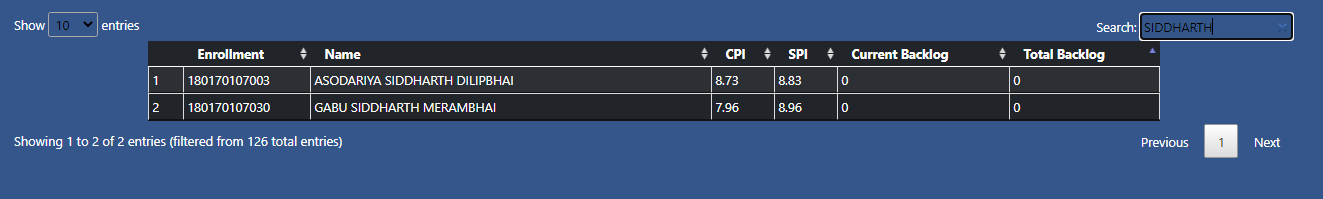 Show 10 entries
Search: SIDDHARTH
Enrollment Name CPI SPI Current Backlog Total Backlog
1 180170107003 ASODARIYA SIDDHARTH DILIPBHAI 8.73 8.83 0 0
2 180170107030 GABU SIDDHARTH MERAMBHAI 7.96 8.96 0 0
Showing 1 to 2 of 2 entries (filtered from 126 total entries)
Previous 1 Next